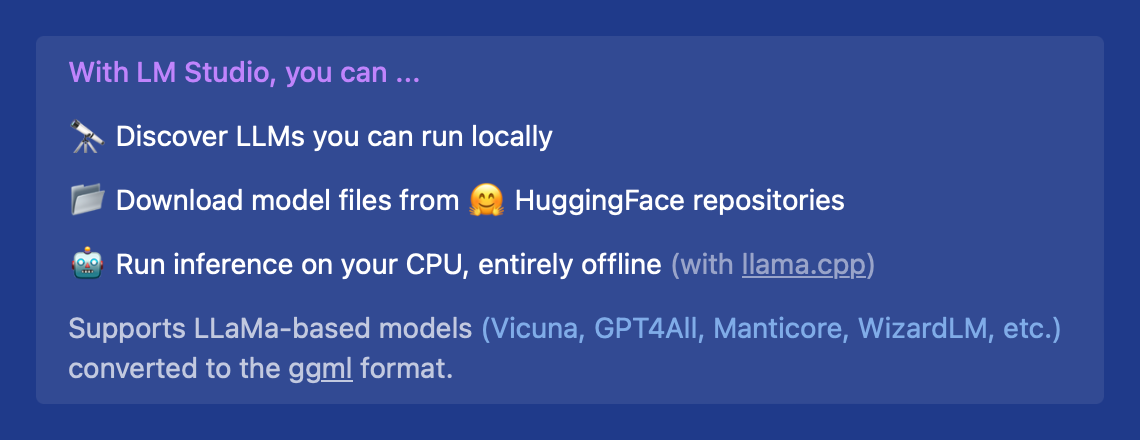 With LM Studio, you can ...
🔭 Discover LLMs you can run locally
📁 Download model files from 🤗 HuggingFace repositories
🤖 Run inference on your CPU, entirely offline (with llama.cpp)
Supports LLaMa-based models (Vicuna, GPT4All, Manticore, WizardLM, etc.)
converted to the ggml format.